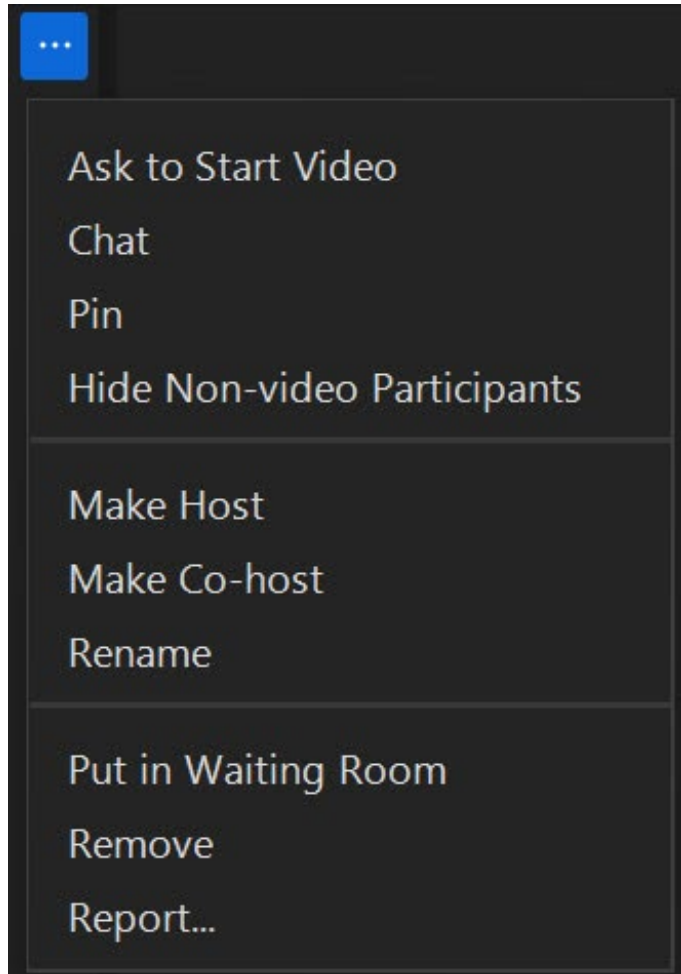 ...
Ask to Start Video
Chat
Pin
Hide Non-video Participants
Make Host
Make Co-host
Rename
Put in Waiting Room
Remove
Report...